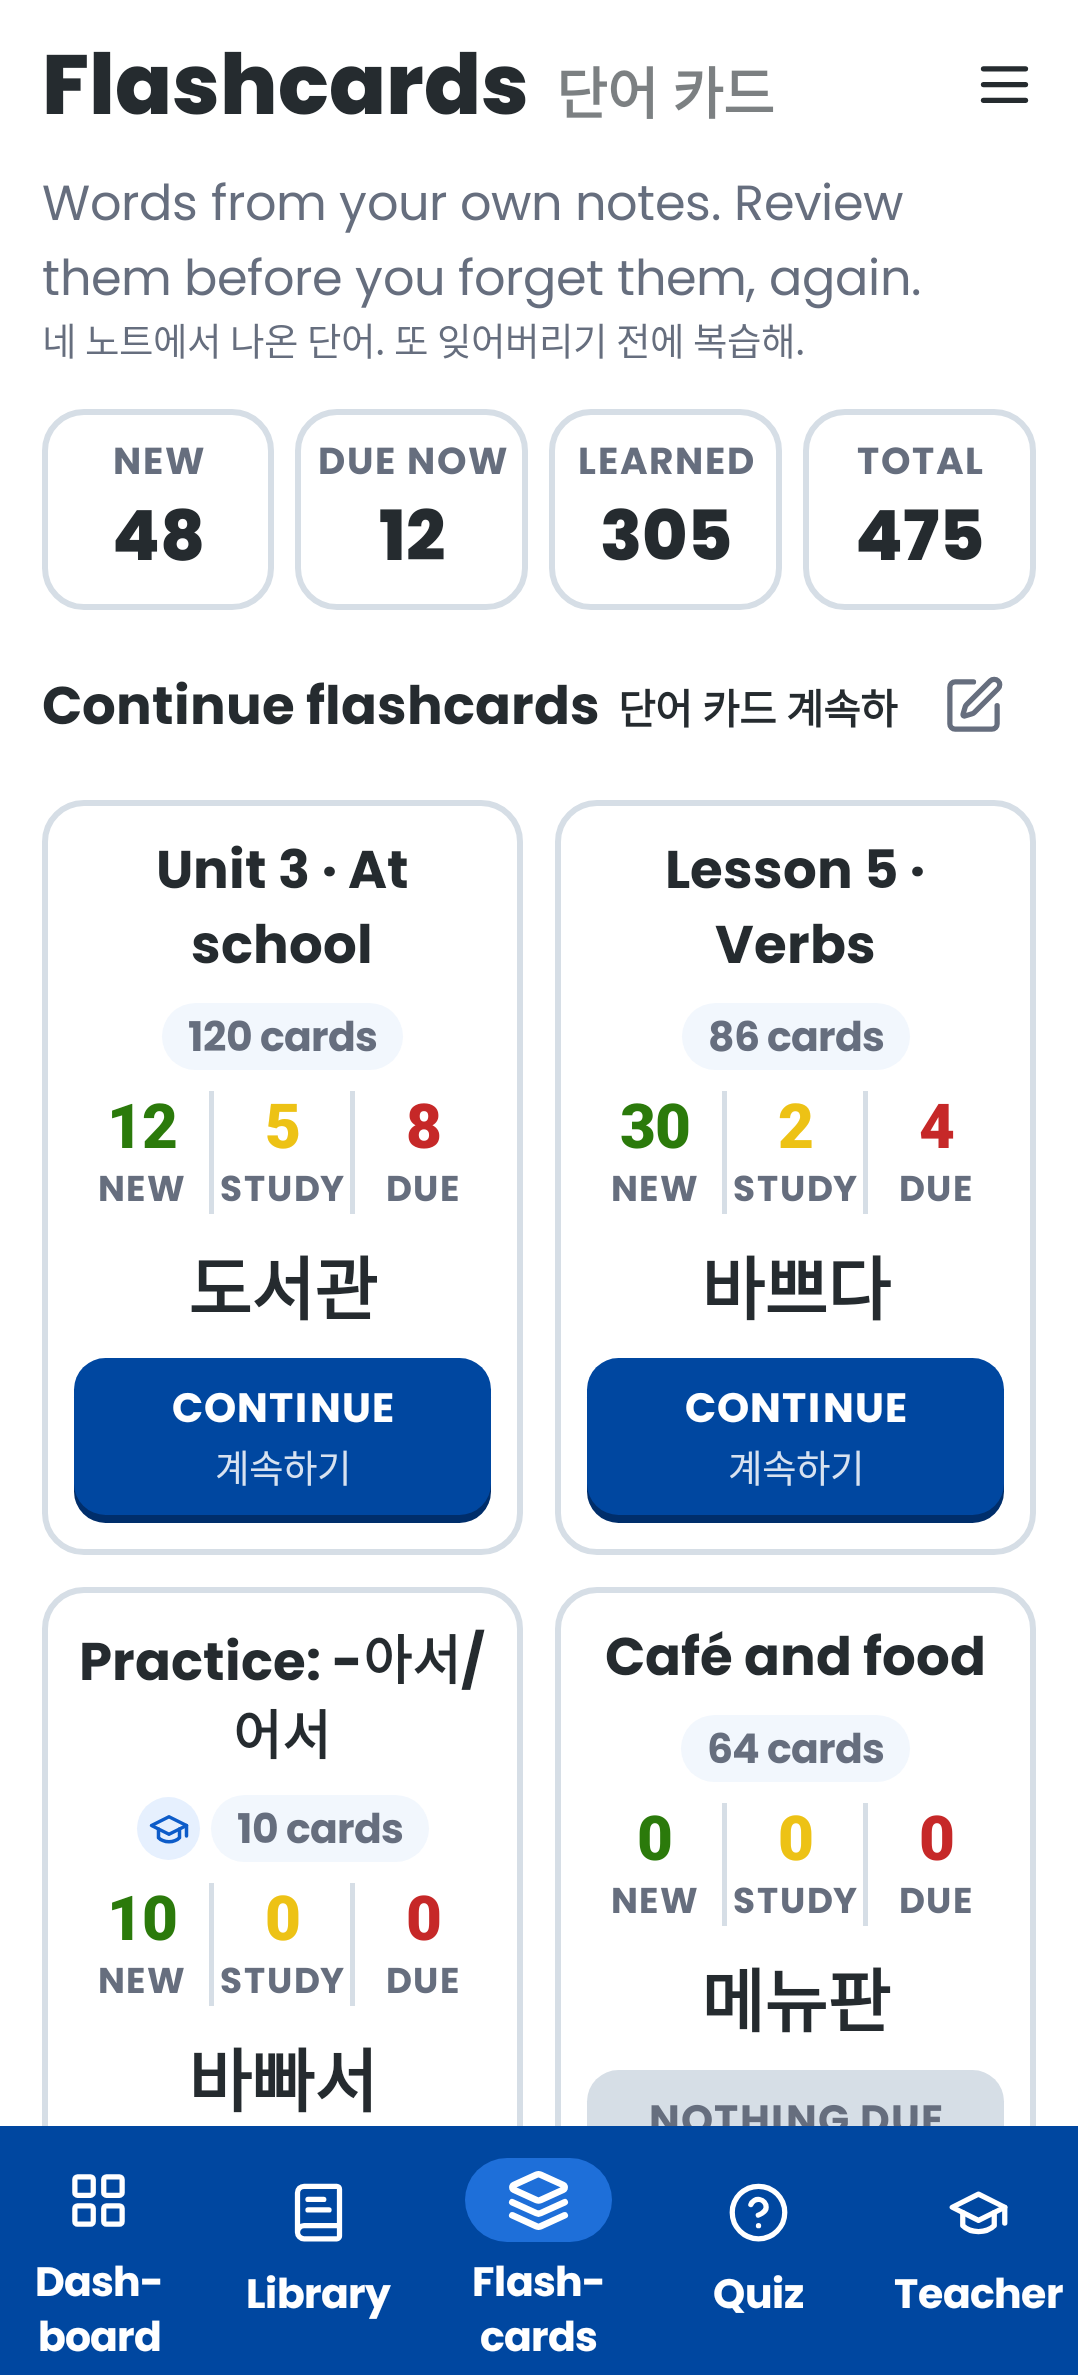 Flashcards 단어 카드
Words from your own notes. Review
them before you forget them, again.
네 노트에서 나온 단어. 또 잊어버리기 전에 복습해.
NEW DUE NOW LEARNED TOTAL
48 12 305 475
Continue flashcards 단어 카드 계속하
Unit 3 · At
school
120 cards
12 5 8
NEW STUDY DUE
도서관
CONTINUE
계속하기
Lesson 5 ·
Verbs
86 cards
30 2 4
NEW STUDY DUE
바쁘다
CONTINUE
계속하기
Practice: -아서/
어서
10 cards
10 0 0
NEW STUDY DUE
바빠서
Café and food
64 cards
0 0 0
NEW STUDY DUE
메뉴판
NOTHING DUE
Dash-
board
Library
Flash-
cards
Quiz
Teacher